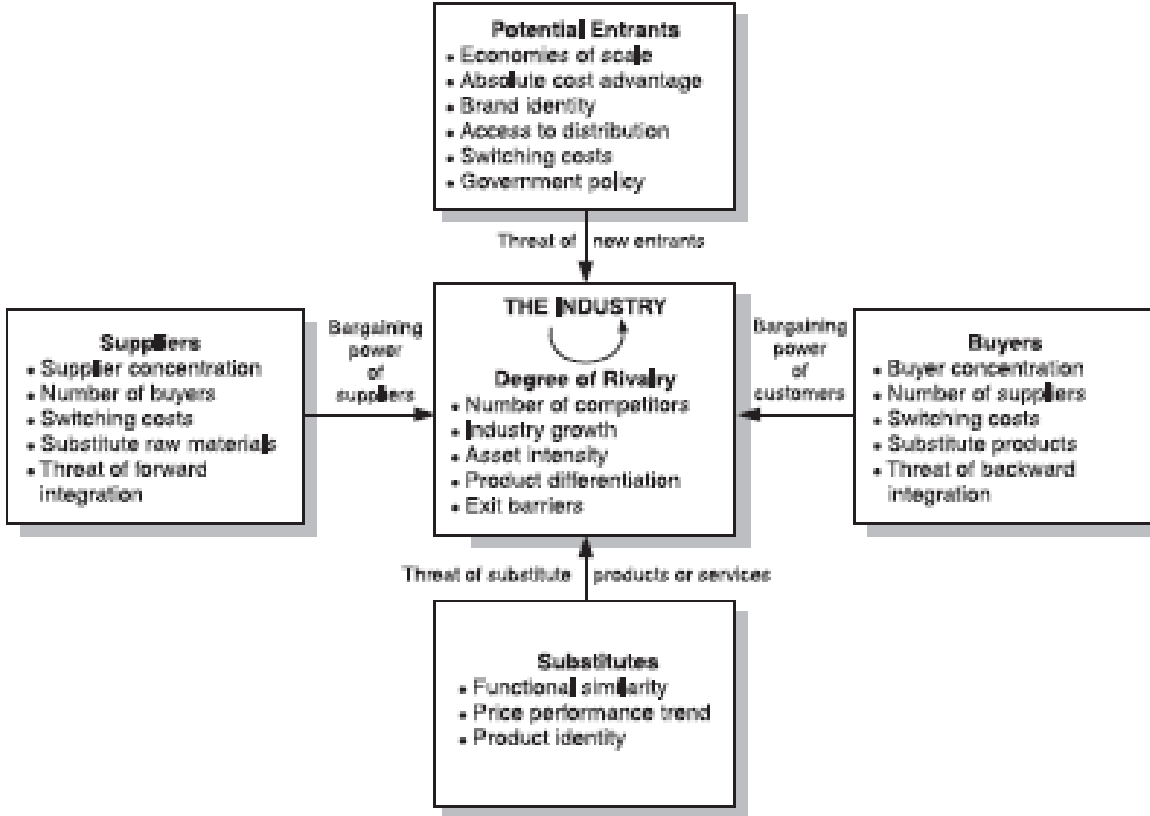 Potential Entrants
• Economies of scale
• Absolute cost advantage
• Brand identity
• Access to distribution
• Switching costs
• Government policy
Threat of new entrants
Suppliers
• Supplier concentration
• Number of buyers
• Switching costs
• Substitute raw materials
• Threat of forward
integration
Bargaining
power
of
suppliers
THE INDUSTRY
Degree of Rivalry
• Number of competitors
• Industry growth
• Asset intensity
• Product differentiation
• Exit barriers
Bargaining
power
of
customers
Buyers
• Buyer concentration
• Number of suppliers
• Switching costs
• Substitute products
• Threat of backward
integration
Threat of substitute products or services
Substitutes
• Functional similarity
• Price performance trend
• Product identity